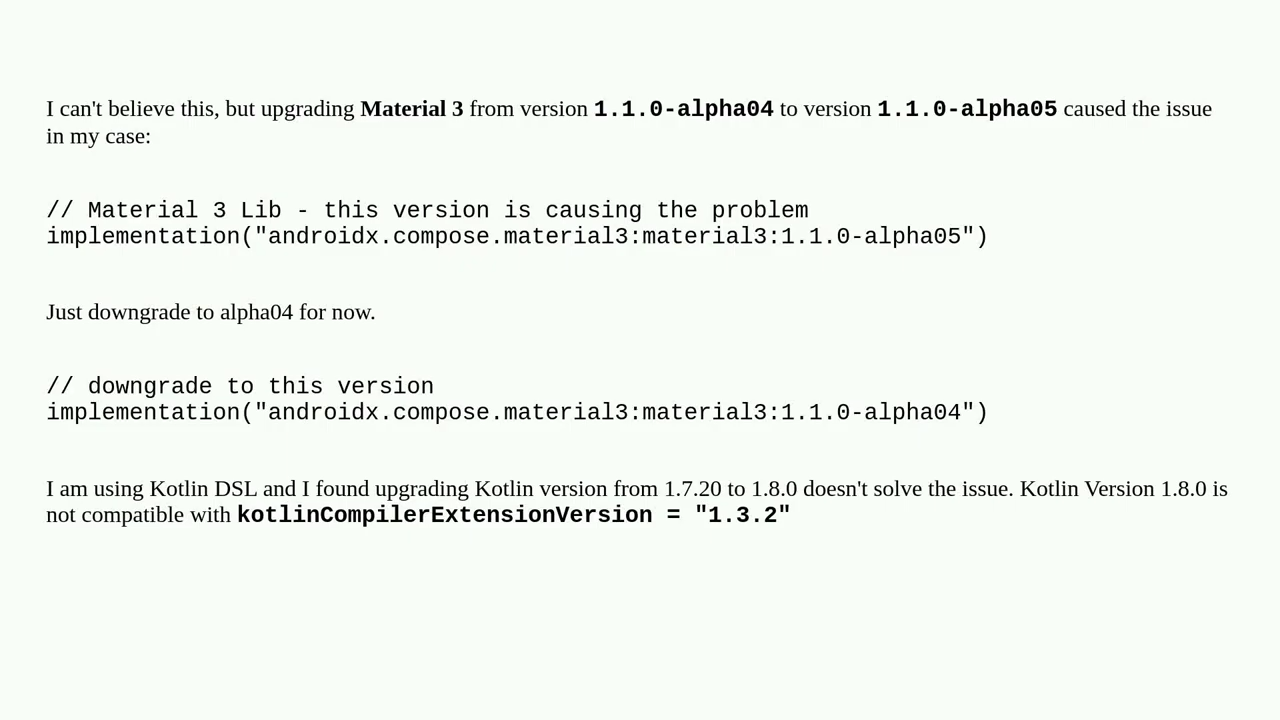 I can't believe this, but upgrading Material 3 from version 1.1.0-alpha04 to version 1.1.0-alpha05 caused the issue
in my case:
// Material 3 Lib - this version is causing the problem
implementation("androidx.compose.material3:material3:1.1.0-alpha05")
Just downgrade to alpha04 for now.
// downgrade to this version
implementation("androidx.compose.material3:material3:1.1.0-alpha04")
I am using Kotlin DSL and I found upgrading Kotlin version from 1.7.20 to 1.8.0 doesn't solve the issue. Kotlin Version 1.8.0 is
not compatible with kotlinCompilerExtensionVersion = "1.3.2"